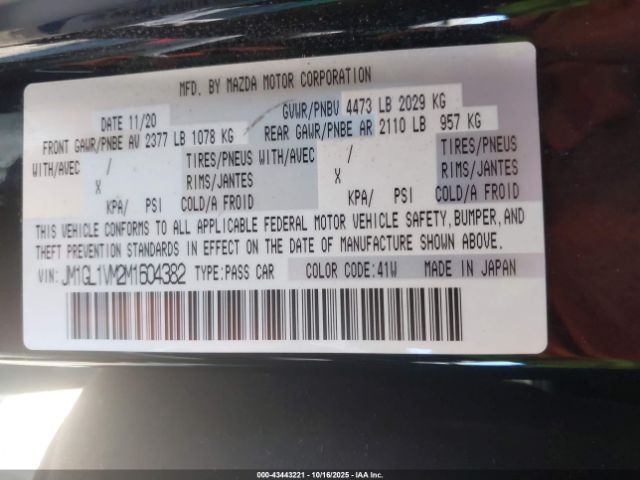 MFD. BY MAZDA MOTOR CORPORATION
DATE 11/20 GVWR/PNBV 4473 LB 2029 KG
FRONT GAWR/PNBE AV 2377 LB 1078 KG REAR GAWR/PNBE AR 2110 LB 957 KG
WITH/AVEC / TIRES/PNEUS WITH/AVEC / TIRES/PNEUS
X RIMS/JANTES X RIMS/JANTES
KPA/ PSI COLD/A FROID KPA/ PSI COLD/A FROID
THIS VEHICLE CONFORMS TO ALL APPLICABLE FEDERAL MOTOR VEHICLE SAFETY, BUMPER, AND
THEFT PREVENTION STANDARDS IN EFFECT ON THE DATE OF MANUFACTURE SHOWN ABOVE.
VIN: JM1GL1VM2M1604382 TYPE:PASS CAR COLOR CODE:41W MADE IN JAPAN
000-43443221 - 10/16/2025 - IAA Inc.